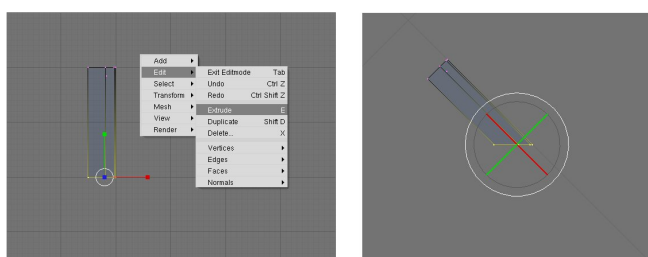 Add
Edit
Select
Transform
Mesh
View
Render
Exit Editmode Tab
Undo Ctrl Z
Redo Ctrl Shift Z
Extrude E
Duplicate Shift D
Delete... X
Vertices
Edges
Faces
Normals